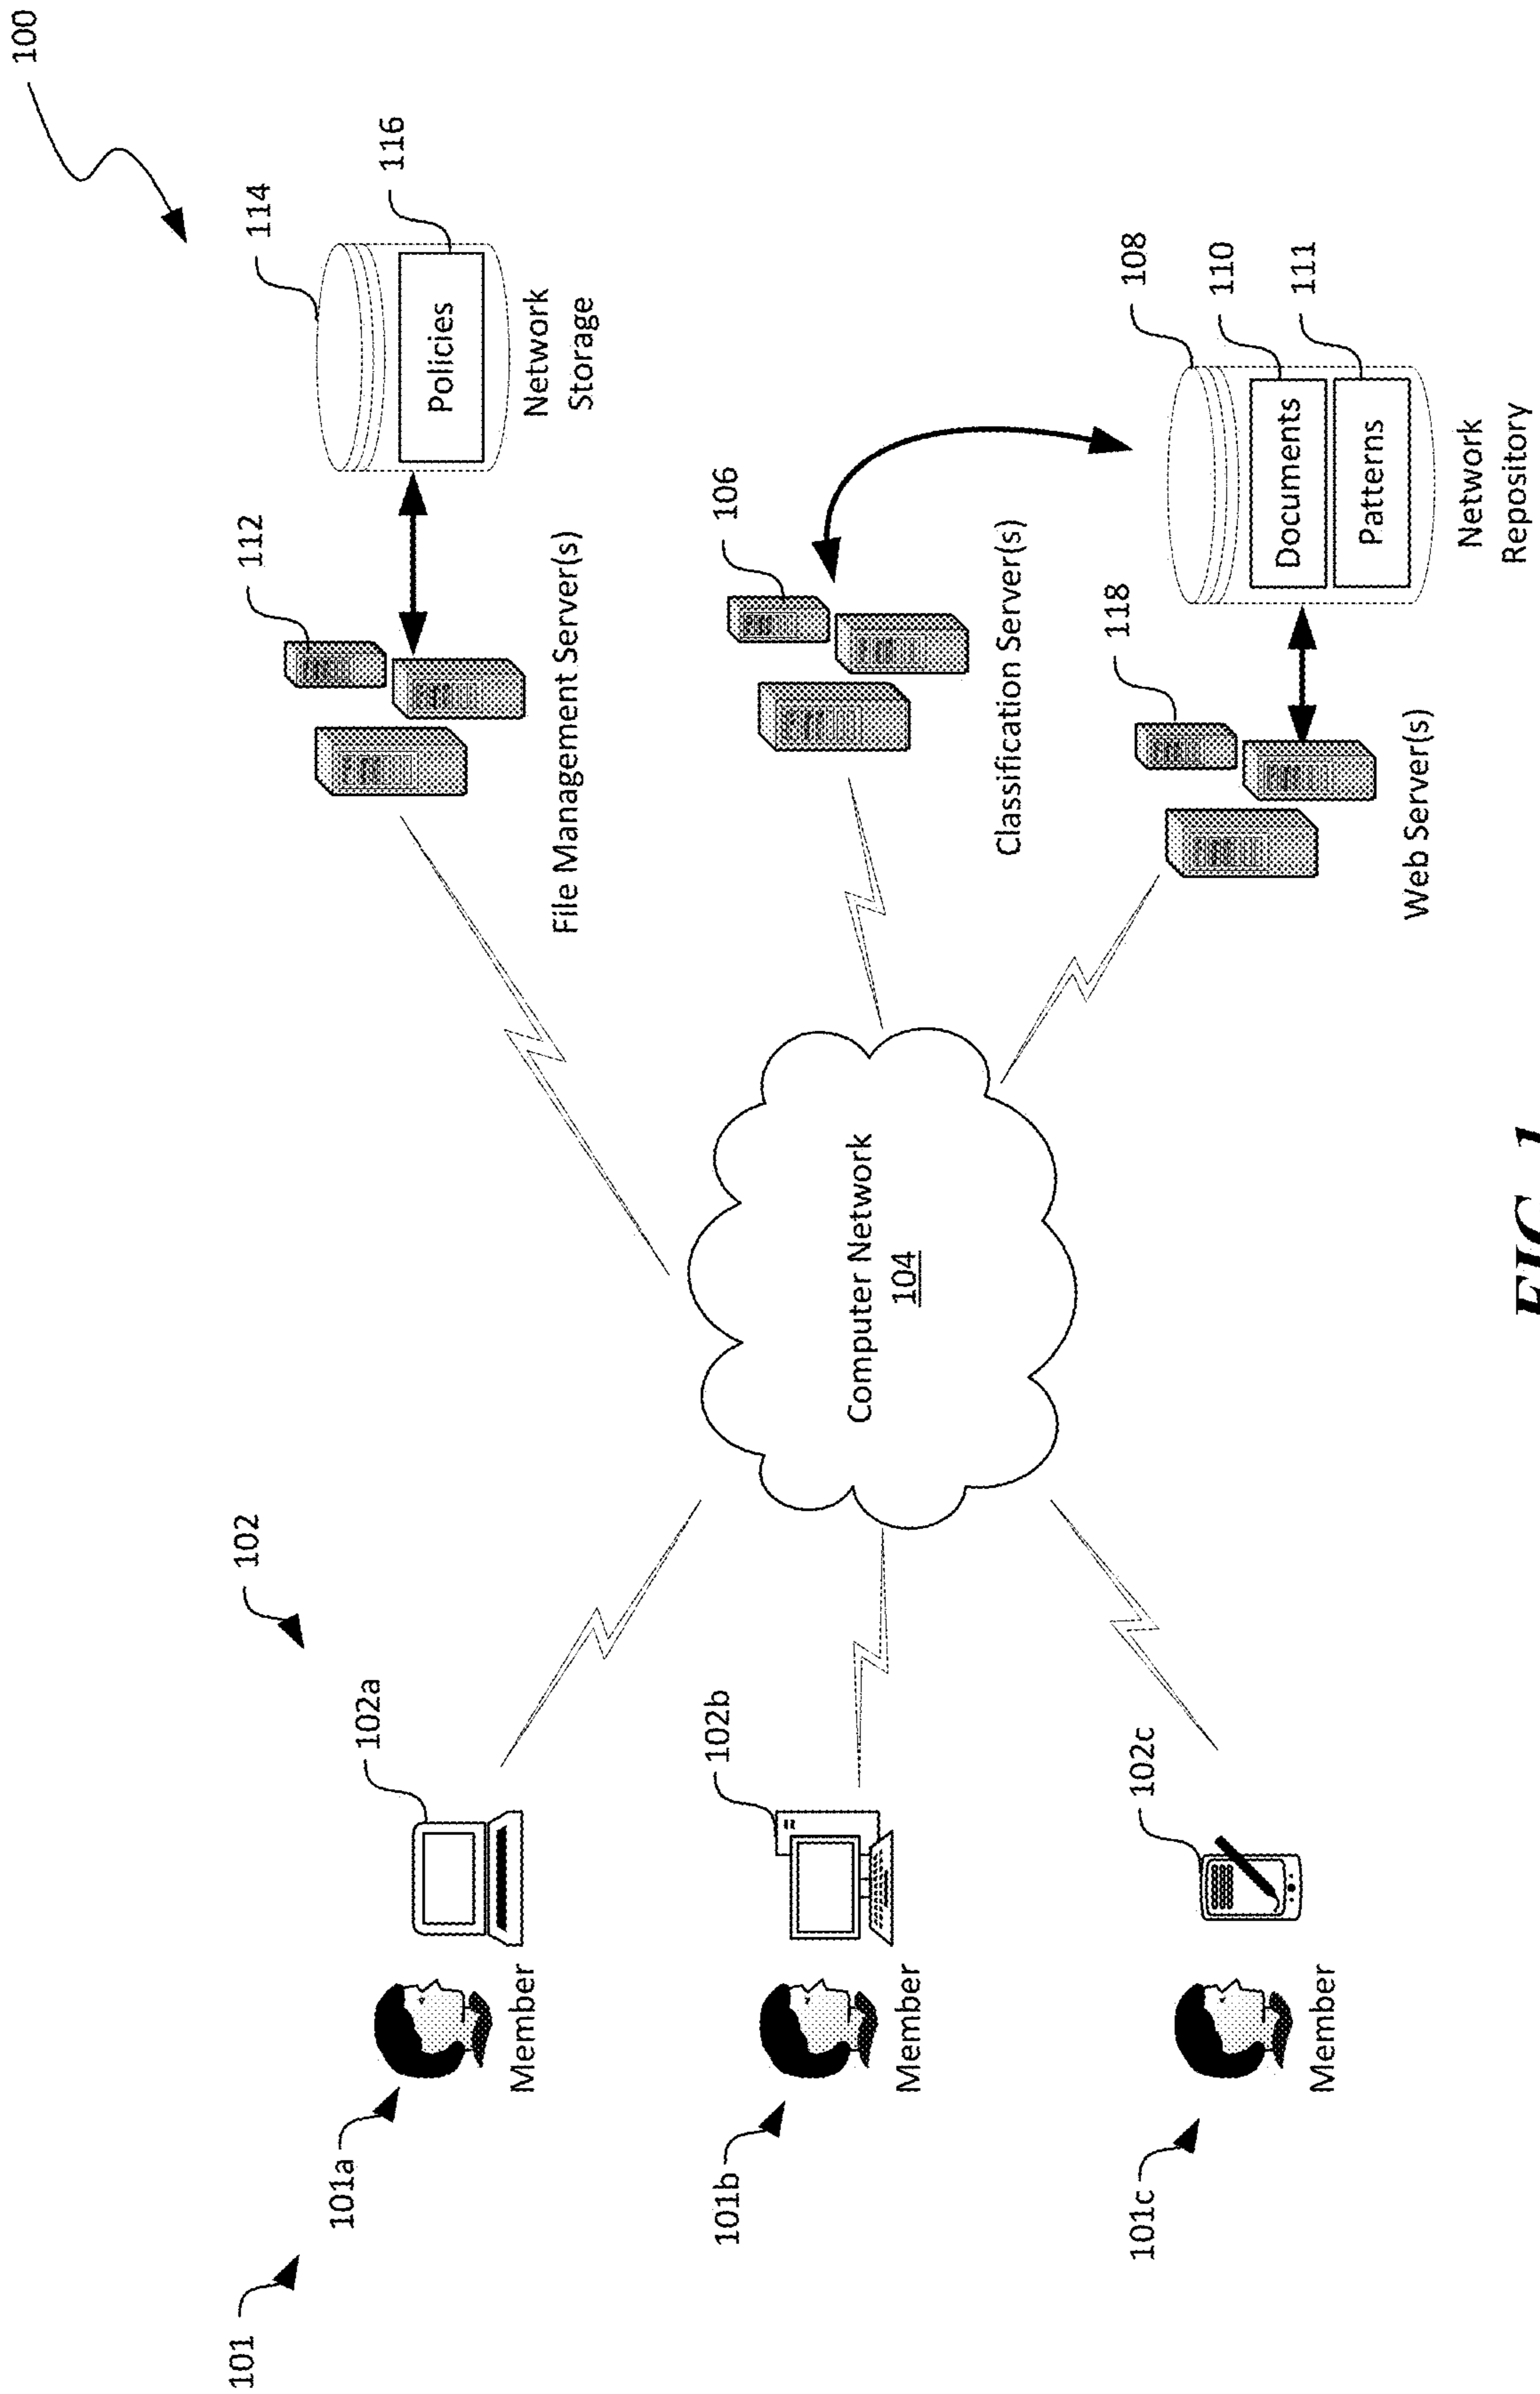 100
114
116
Policies
Network
Storage
112
File Management Server(s)
106
Classification Server(s)
108
110
111
Documents
Patterns
Network
Repository
118
Web Server(s)
Computer Network
104
102
102a
102b
102c
101
101a
Member
101b
Member
101c
Member
FIG. 1